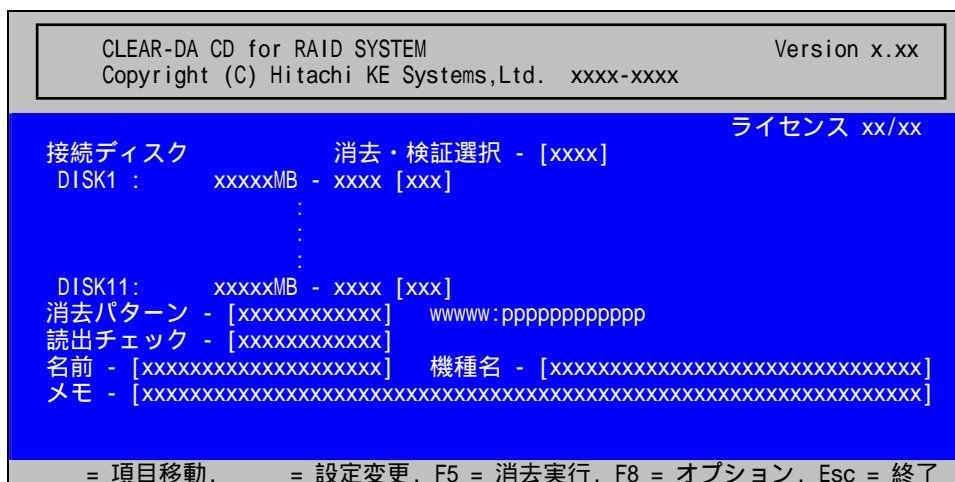 CLEAR-DA CD for RAID SYSTEM Version x.xx
Copyright (C) Hitachi KE Systems,Ltd. xxxx-xxxx
ライセンス xx/xx
接続ディスク 消去・検証選択 - [xxxx]
DISK1 : xxxxxMB - xxxx [xxx]
:
:
:
DISK11: xxxxxMB - xxxx [xxx]
消去パターン - [xxxxxxxxxxxx] wwwww:pppppppppppp
読出チェック - [xxxxxxxxxxxx]
名前 - [xxxxxxxxxxxxxxxxxxxx] 機種名 - [xxxxxxxxxxxxxxxxxxxxxxxxxxxxxx]
メモ - [xxxxxxxxxxxxxxxxxxxxxxxxxxxxxxxxxxxxxxxxxxxxxxxxxxxxxxxxxxxx]
= 項目移動, = 設定変更, F5 = 消去実行, F8 = オプション, Esc = 終了